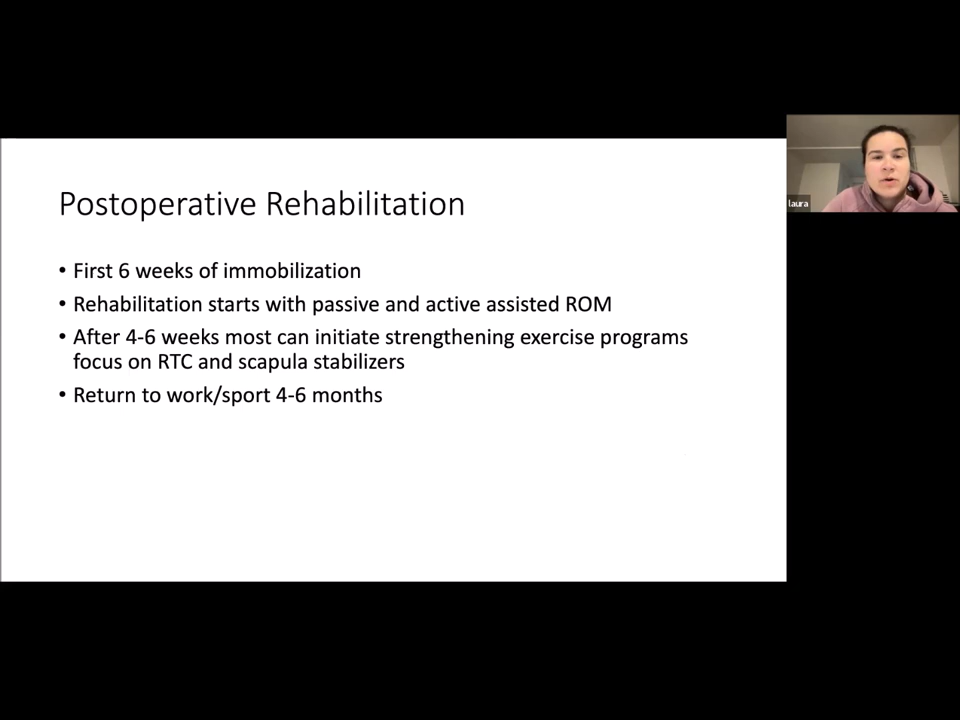 Postoperative Rehabilitation
• First 6 weeks of immobilization
• Rehabilitation starts with passive and active assisted ROM
• After 4-6 weeks most can initiate strengthening exercise programs
focus on RTC and scapula stabilizers
• Return to work/sport 4-6 months
laura